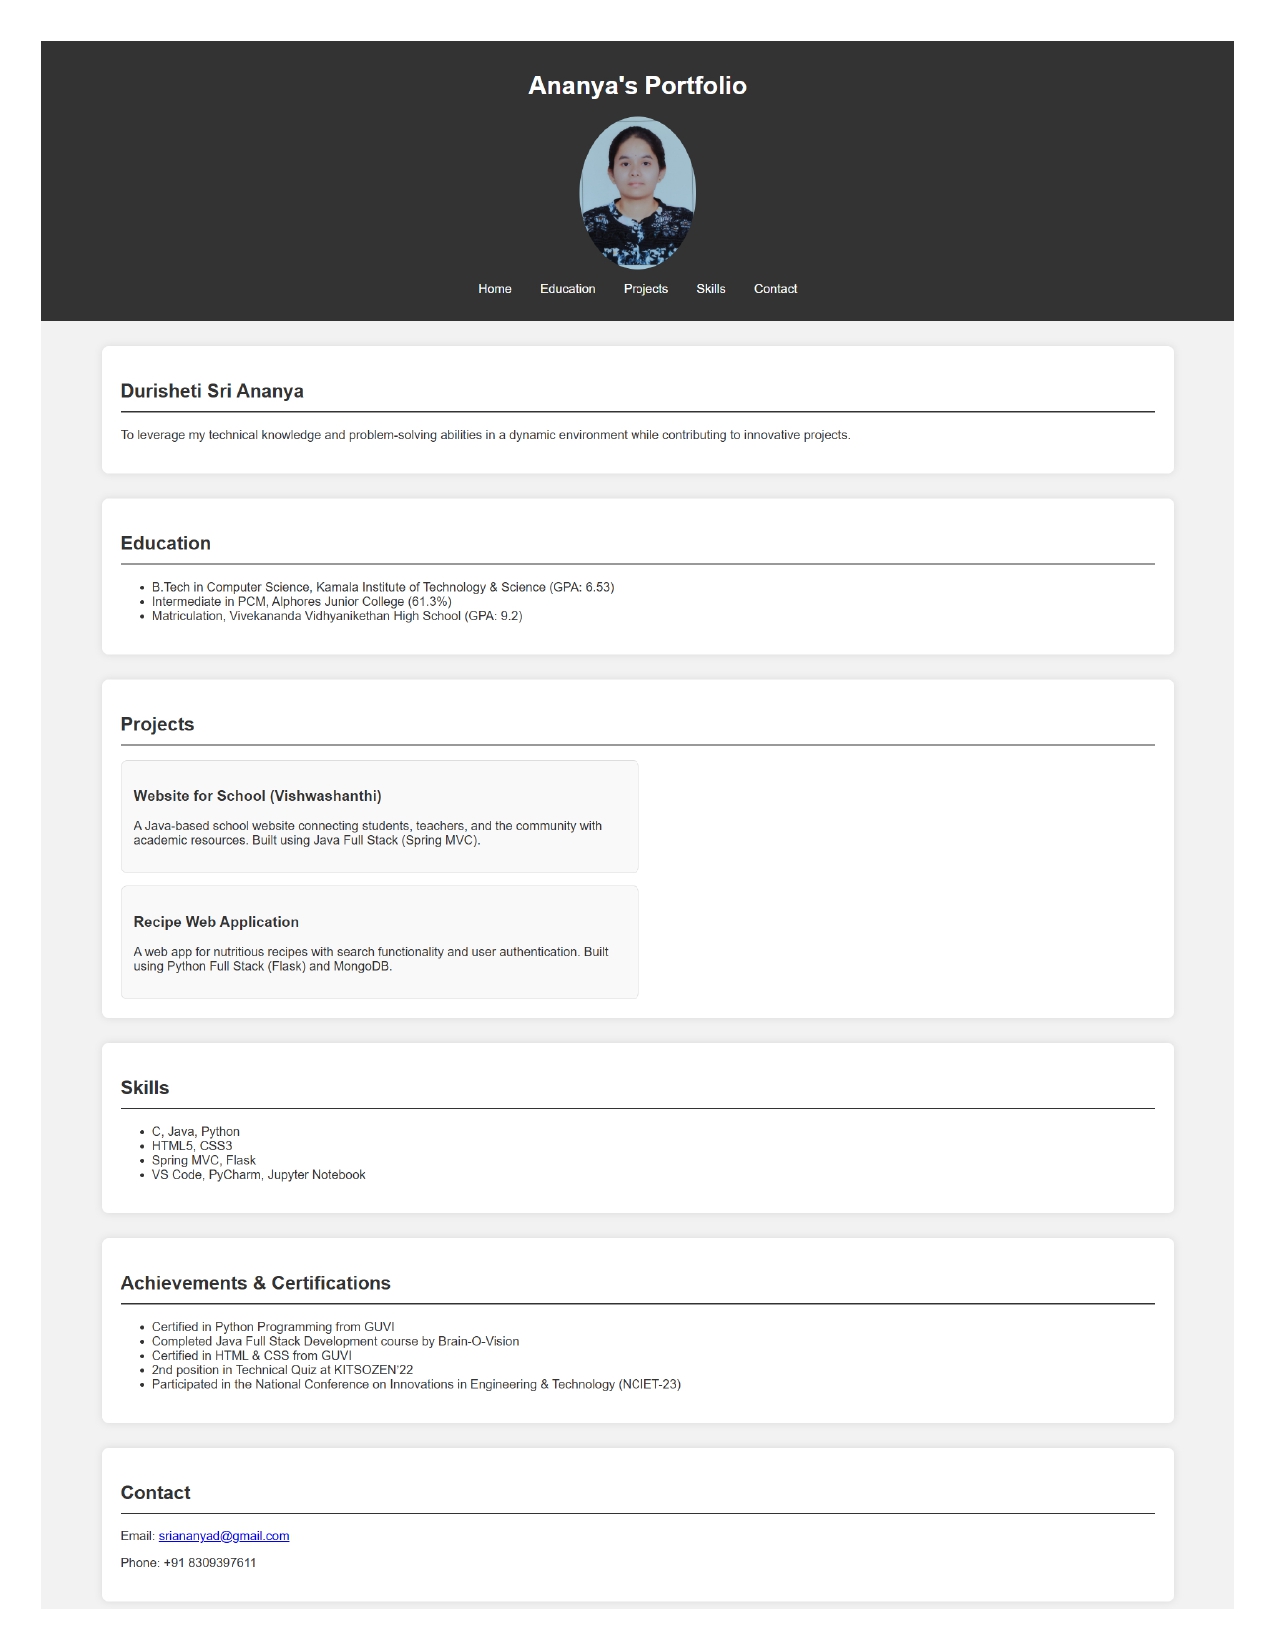 Ananya's Portfolio
Home Education Projects Skills Contact
Durisheti Sri Ananya
To leverage my technical knowledge and problem-solving abilities in a dynamic environment while contributing to innovative projects.
Education
• B.Tech in Computer Science, Kamala Institute of Technology & Science (GPA: 6.53)
• Intermediate in PCM, Alphores Junior College (61.3%)
• Matriculation, Vivekananda Vidhyanikethan High School (GPA: 9.2)
Projects
Website for School (Vishwashanthi)
A Java-based school website connecting students, teachers, and the community with
academic resources. Built using Java Full Stack (Spring MVC).
Recipe Web Application
A web app for nutritious recipes with search functionality and user authentication. Built
using Python Full Stack (Flask) and MongoDB.
Skills
• C, Java, Python
• HTML5, CSS3
• Spring MVC, Flask
• VS Code, PyCharm, Jupyter Notebook
Achievements & Certifications
• Certified in Python Programming from GUVI
• Completed Java Full Stack Development course by Brain-O-Vision
• Certified in HTML & CSS from GUVI
• 2nd position in Technical Quiz at KITSOZEN'22
• Participated in the National Conference on Innovations in Engineering & Technology (NCIET-23)
Contact
Email: sriananyad@gmail.com
Phone: +91 8309397611